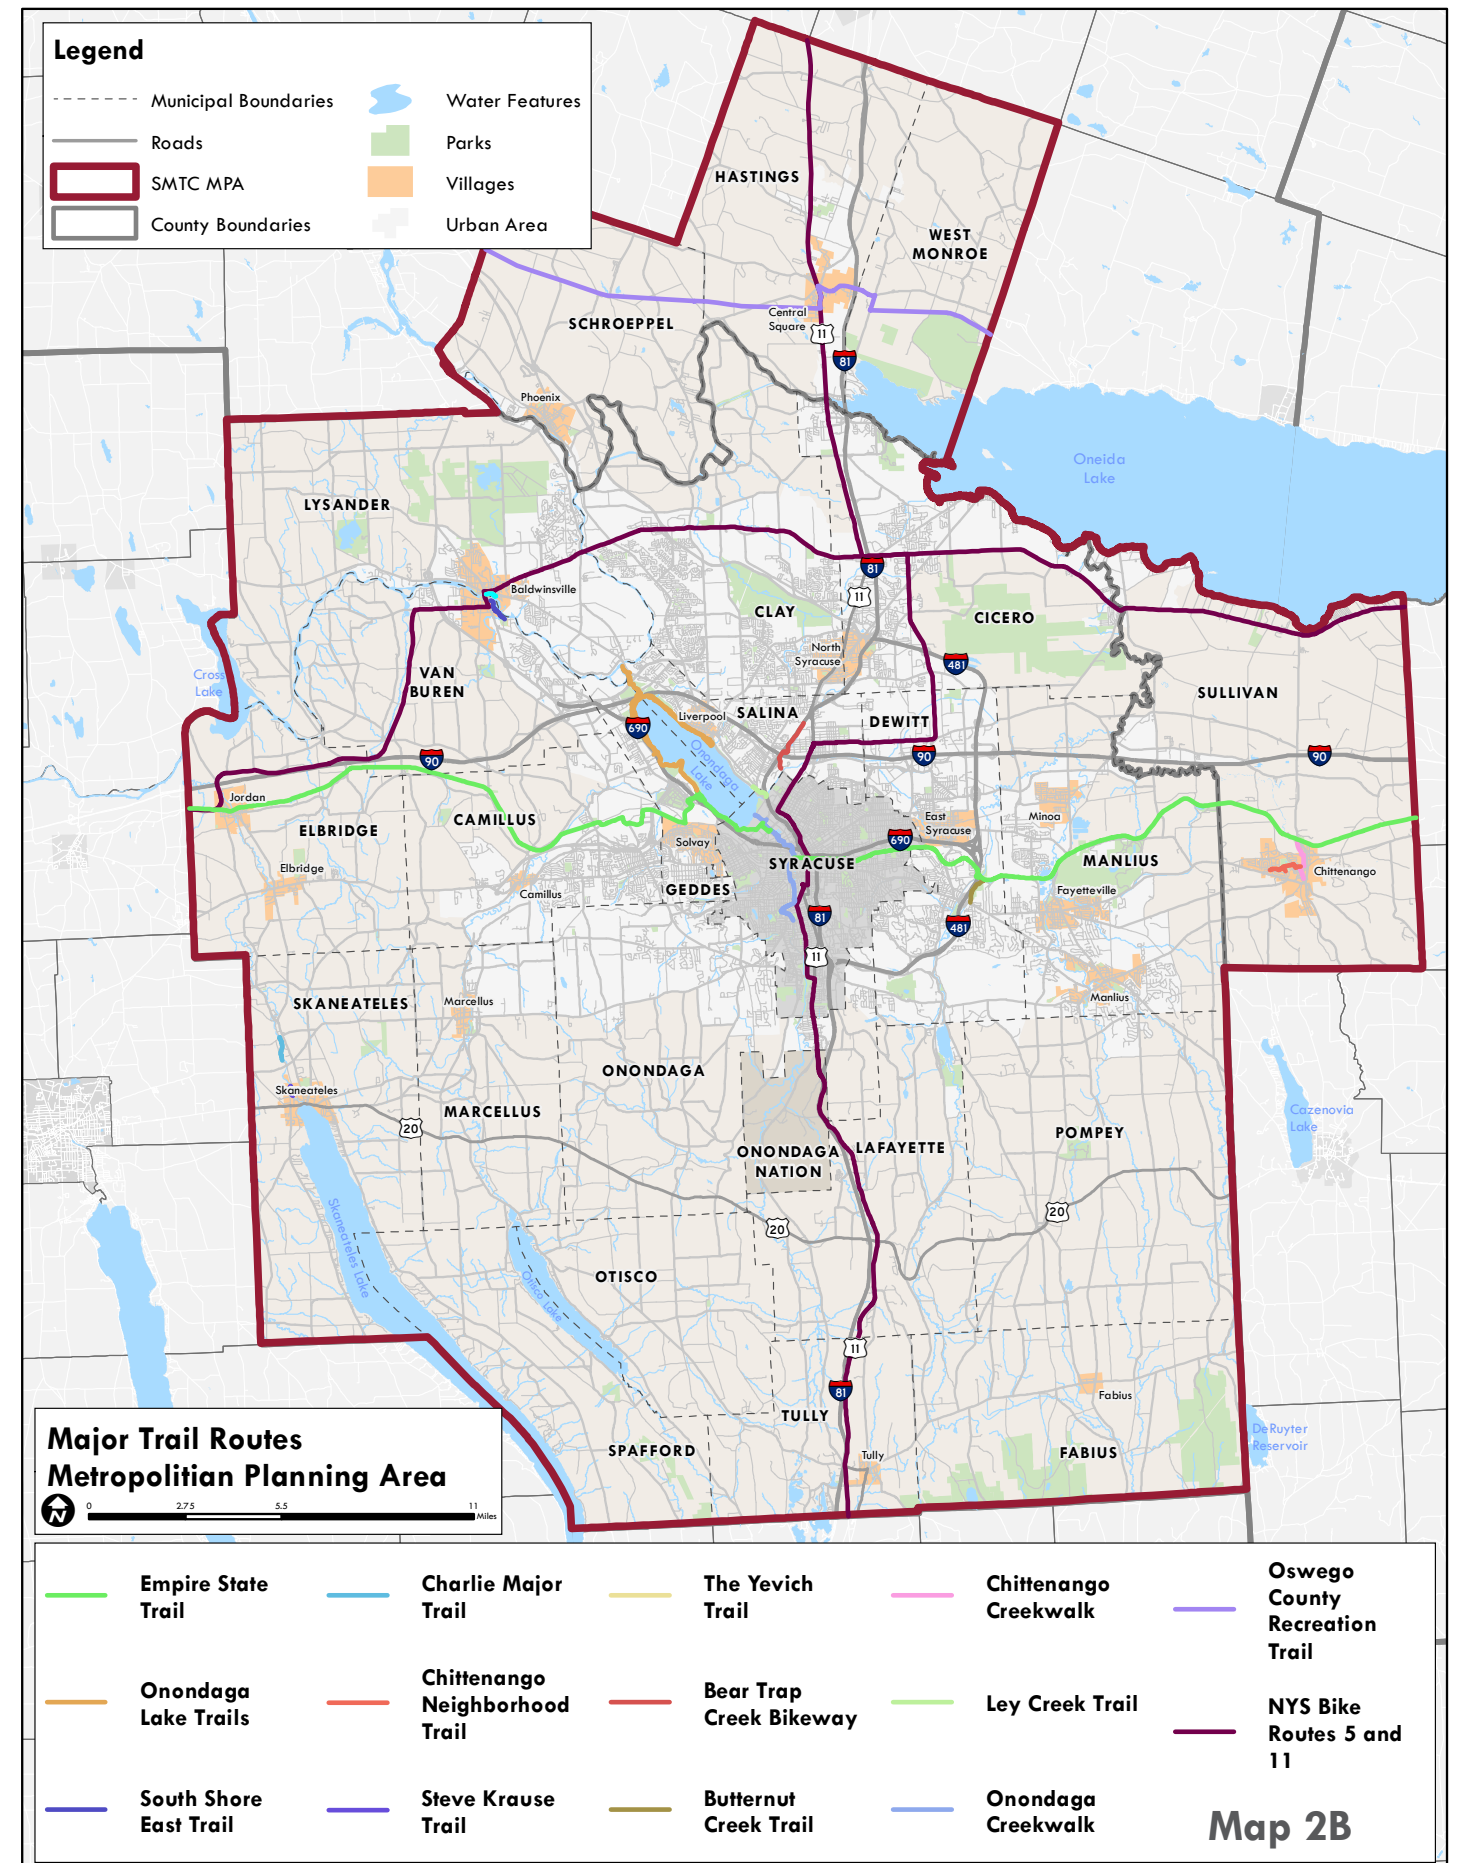 Legend
Municipal Boundaries
Water Features
Roads
Parks
SMTC MPA
Villages
County Boundaries
Urban Area
HASTINGS
WEST
MONROE
SCHROEPPEL
Central
Square
11
81
Phoenix
Oneida
Lake
LYSANDER
81
Baldwinsville
11
CLAY
CICERO
North
Syracuse
481
Cross
Lake
VAN
BUREN
SULLIVAN
Liverpool
SALINA
DEWITT
690
90
90
90
Onondaga
Lake
Jordan
ELBRIDGE
CAMILLUS
East
Syracuse
Minoa
Solvay
690
SYRACUSE
MANLIUS
Elbridge
Camillus
GEDDES
Fayetteville
Chittenango
81
481
11
SKANEATELES
Marcellus
Manlius
ONONDAGA
Skaneateles
MARCELLUS
20
Cazenovia
Lake
POMPEY
ONONDAGA
NATION
LAFAYETTE
20
20
Skaneateles Lake
OTISCO
Otisco Lake
11
81
Fabius
TULLY
SPAFFORD
Tully
FABIUS
DeRuyter
Reservoir
Major Trail Routes
Metropolitian Planning Area
N
0 2.75 5.5 11
Miles
Empire State
Trail
Charlie Major
Trail
The Yevich
Trail
Chittenango
Creekwalk
Oswego
County
Recreation
Trail
Onondaga
Lake Trails
Chittenango
Neighborhood
Trail
Bear Trap
Creek Bikeway
Ley Creek Trail
NYS Bike
Routes 5 and
11
South Shore
East Trail
Steve Krause
Trail
Butternut
Creek Trail
Onondaga
Creekwalk
Map 2B